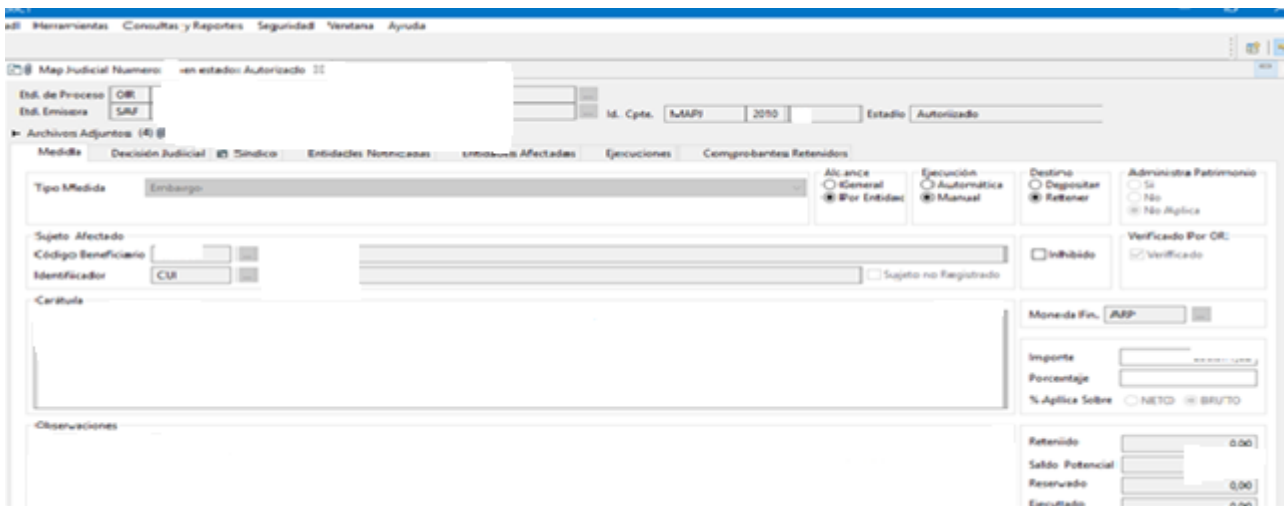 Herramientas Consultas y Reportes Seguridad Ventana Ayuda
Map Judicial Numero: en estado: Autorizado
Etd. de Proceso OR
Etd. Emisora SAF Id. Cpte. MAPJ 2010 Estado Autorizado
Archivos Adjuntos (4)
Medida Decisión Judicial Síndico Entidades Notificadas Entidades Afectadas Ejecuciones Comprobantes Retenidos
Tipo Medida Embargo
Alcance Ejecución Destino Administra Patrimonio
General Automática Depositar Si
Por Entidad Manual Retener No
No Aplica
Sujeto Afectado Verificado Por OR:
Código Beneficiario Inhibido Verificado
Identificador CUI Sujeto no Registrado
Carátula
Moneda Fin. ARP
Importe
Porcentaje
% Aplica Sobre NETO BRUTO
Observaciones
Retenido 0.00
Saldo Potencial
Reservado 0,00
Ejecutado 0.00